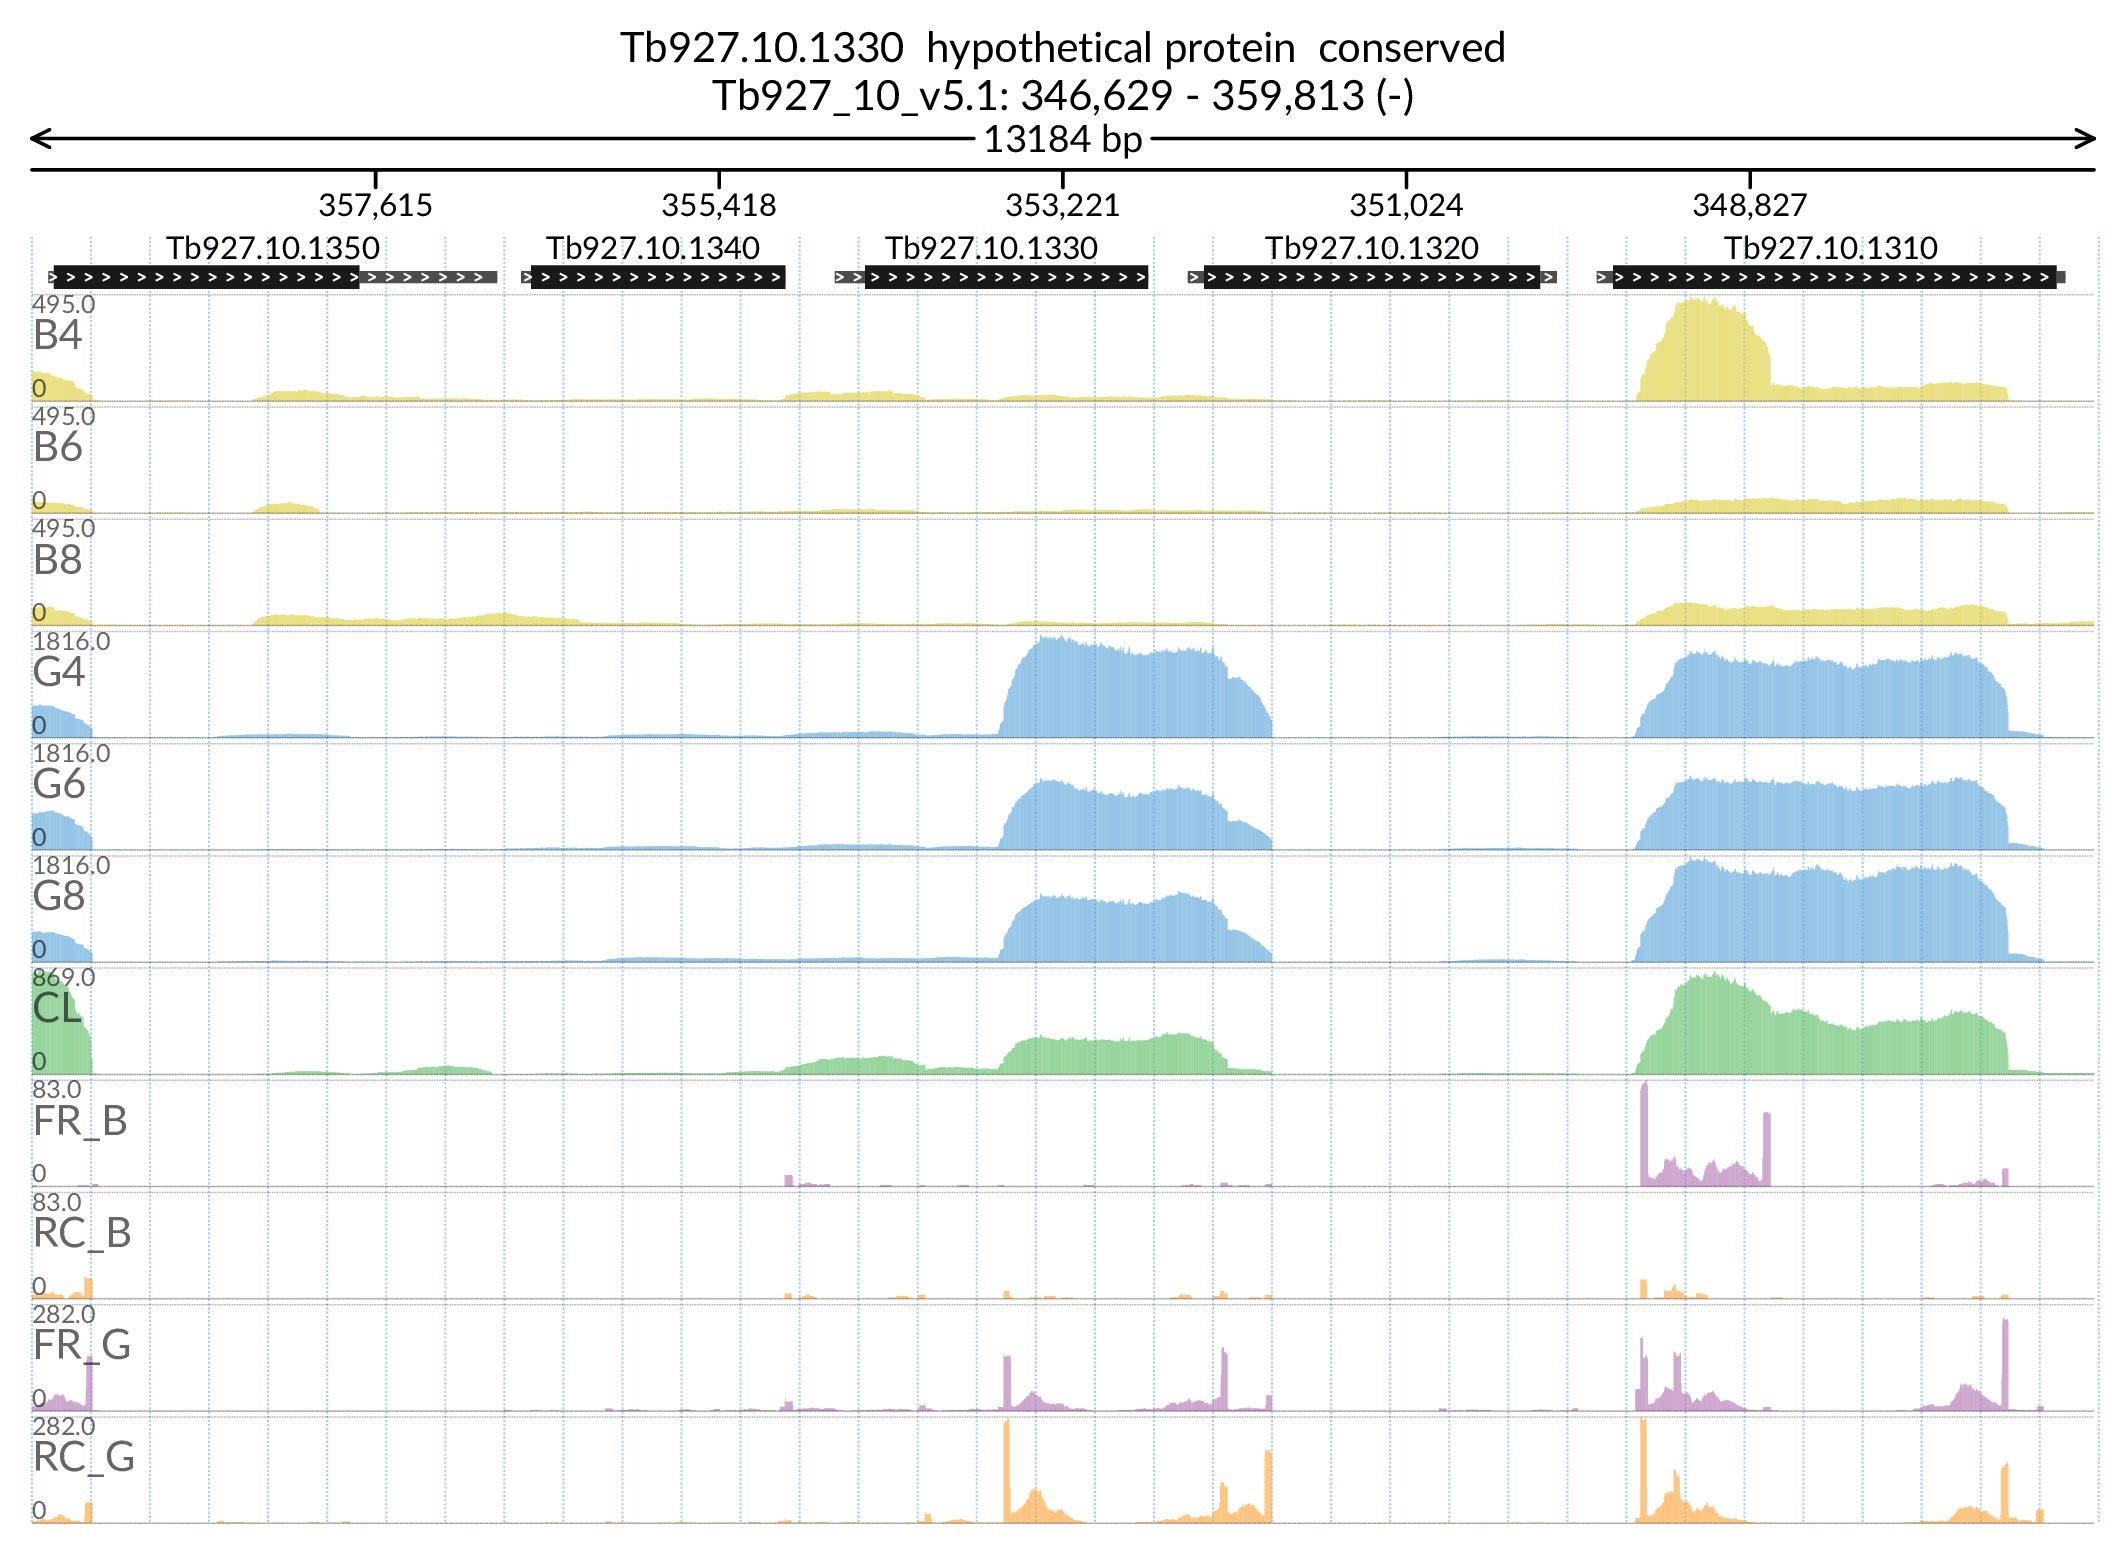 Tb927.10.1330  hypothetical protein  conserved
Tb927_10_v5.1: 346,629 - 359,813 (-)
13184 bp
357,615 355,418 353,221 351,024 348,827
Tb927.10.1350 Tb927.10.1340 Tb927.10.1330 Tb927.10.1320 Tb927.10.1310
495.0
B4
0
495.0
B6
0
495.0
B8
0
1816.0
G4
0
1816.0
G6
0
1816.0
G8
0
869.0
CL
0
83.0
FR_B
0
83.0
RC_B
0
282.0
FR_G
0
282.0
RC_G
0